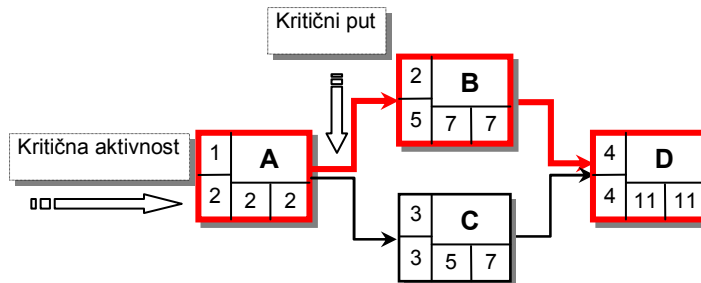 Kritični put
2 B
5 7 7
Kritična aktivnost
1 A
2 2 2
4 D
4 11 11
3 C
3 5 7